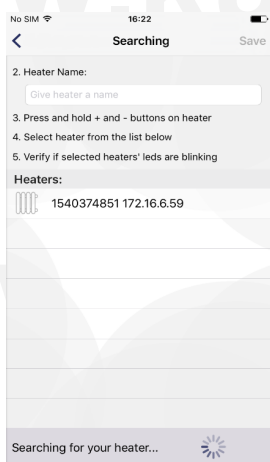 No SIM 16:22
Searching Save
2. Heater Name:
Give heater a name
3. Press and hold + and - buttons on heater
4. Select heater from the list below
5. Verify if selected heaters' leds are blinking
Heaters:
1540374851 172.16.6.59
Searching for your heater...